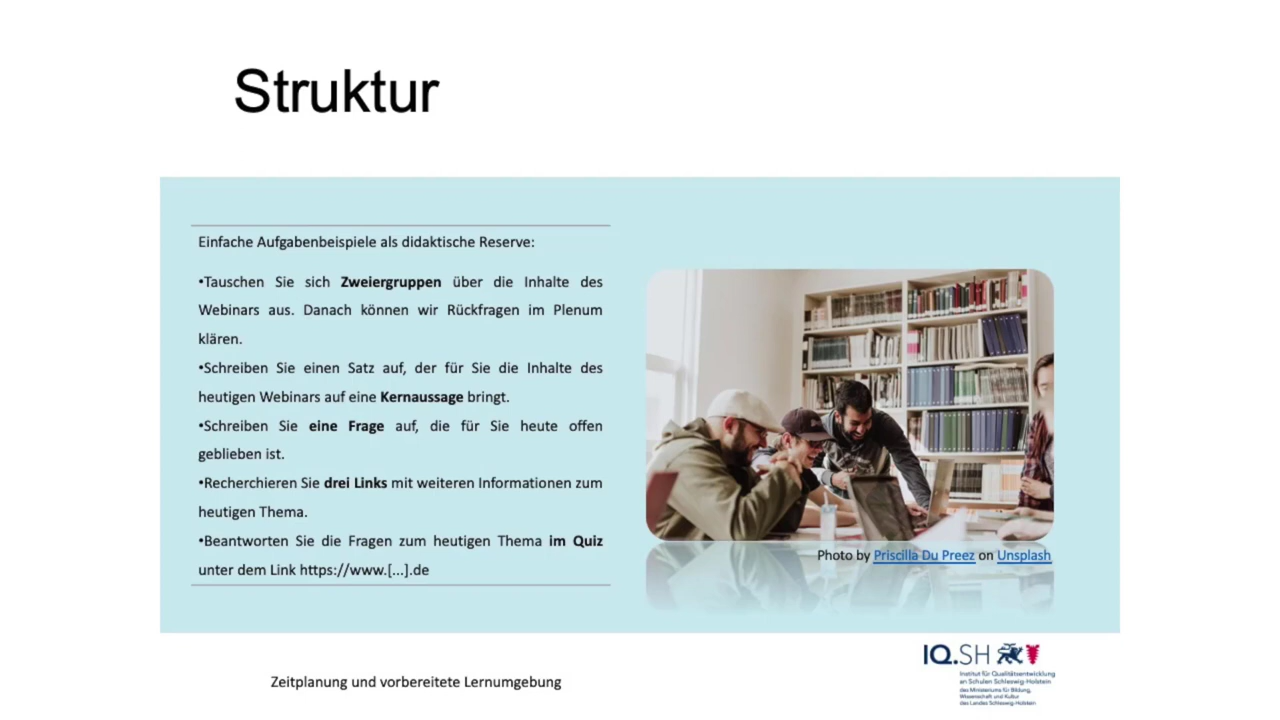 Struktur
Einfache Aufgabenbeispiele als didaktische Reserve:
•Tauschen Sie sich Zweiergruppen über die Inhalte des
Webinars aus. Danach können wir Rückfragen im Plenum
klären.
•Schreiben Sie einen Satz auf, der für Sie die Inhalte des
heutigen Webinars auf eine Kernaussage bringt.
•Schreiben Sie eine Frage auf, die für Sie heute offen
geblieben ist.
•Recherchieren Sie drei Links mit weiteren Informationen zum
heutigen Thema.
•Beantworten Sie die Fragen zum heutigen Thema im Quiz
unter dem Link https://www.[...].de
Photo by Priscilla Du Preez on Unsplash
Zeitplanung und vorbereitete Lernumgebung
IQ.SH
Institut für Qualitätsentwicklung
an Schulen Schleswig-Holstein
des Ministeriums für Bildung,
Wissenschaft und Kultur
des Landes Schleswig-Holstein